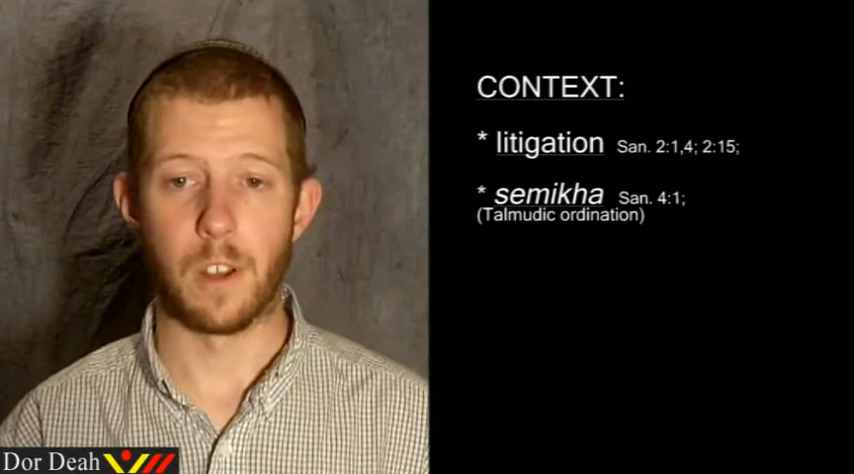 CONTEXT:
* litigation San. 2:1,4; 2:15;
* semikha San. 4:1;
(Talmudic ordination)
Dor Deah